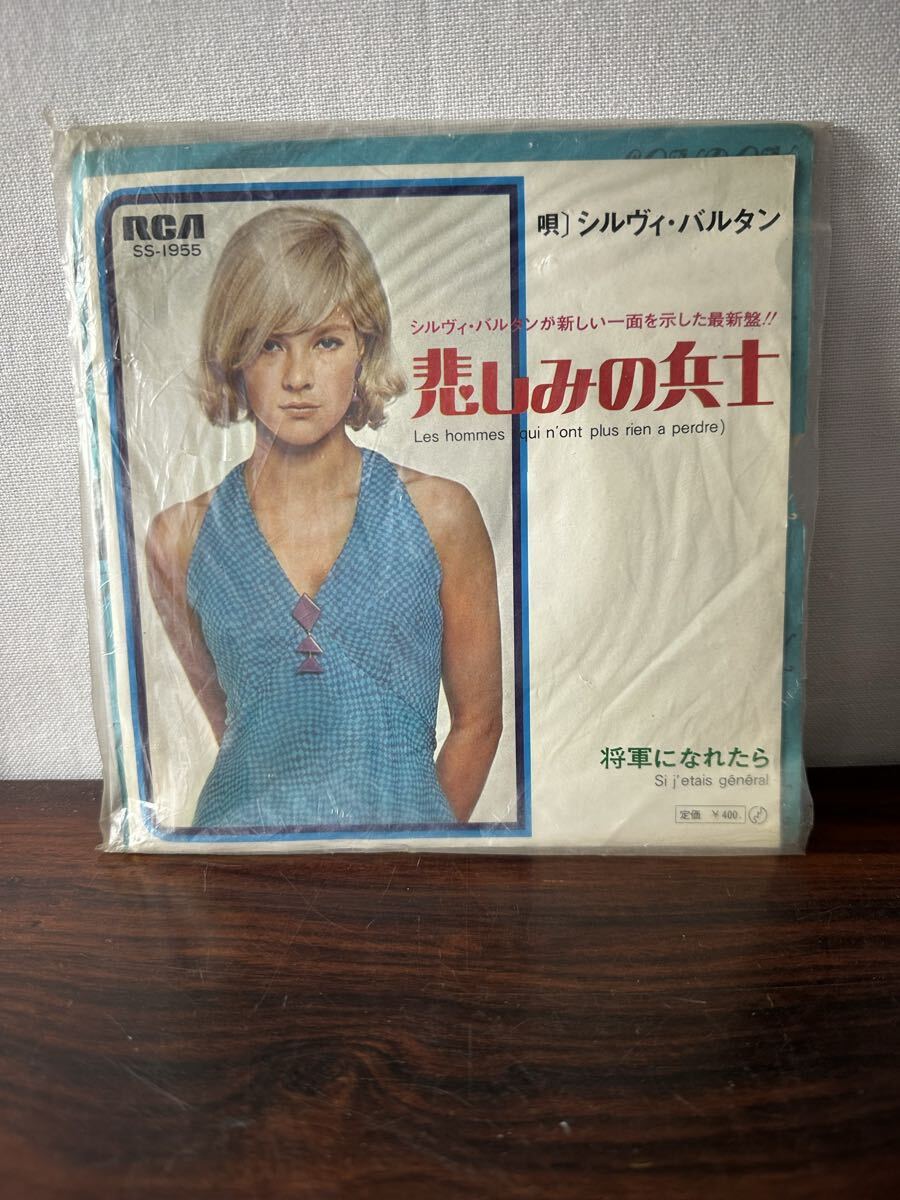 RCA
SS-1955
唄〕シルヴィ・バルタン
シルヴィ・バルタンが新しい一面を示した最新盤!!
悲しみの兵士
Les hommes (qui n'ont plus rien a perdre)
将軍になれたら
Si j'etais général
定価 ￥400.